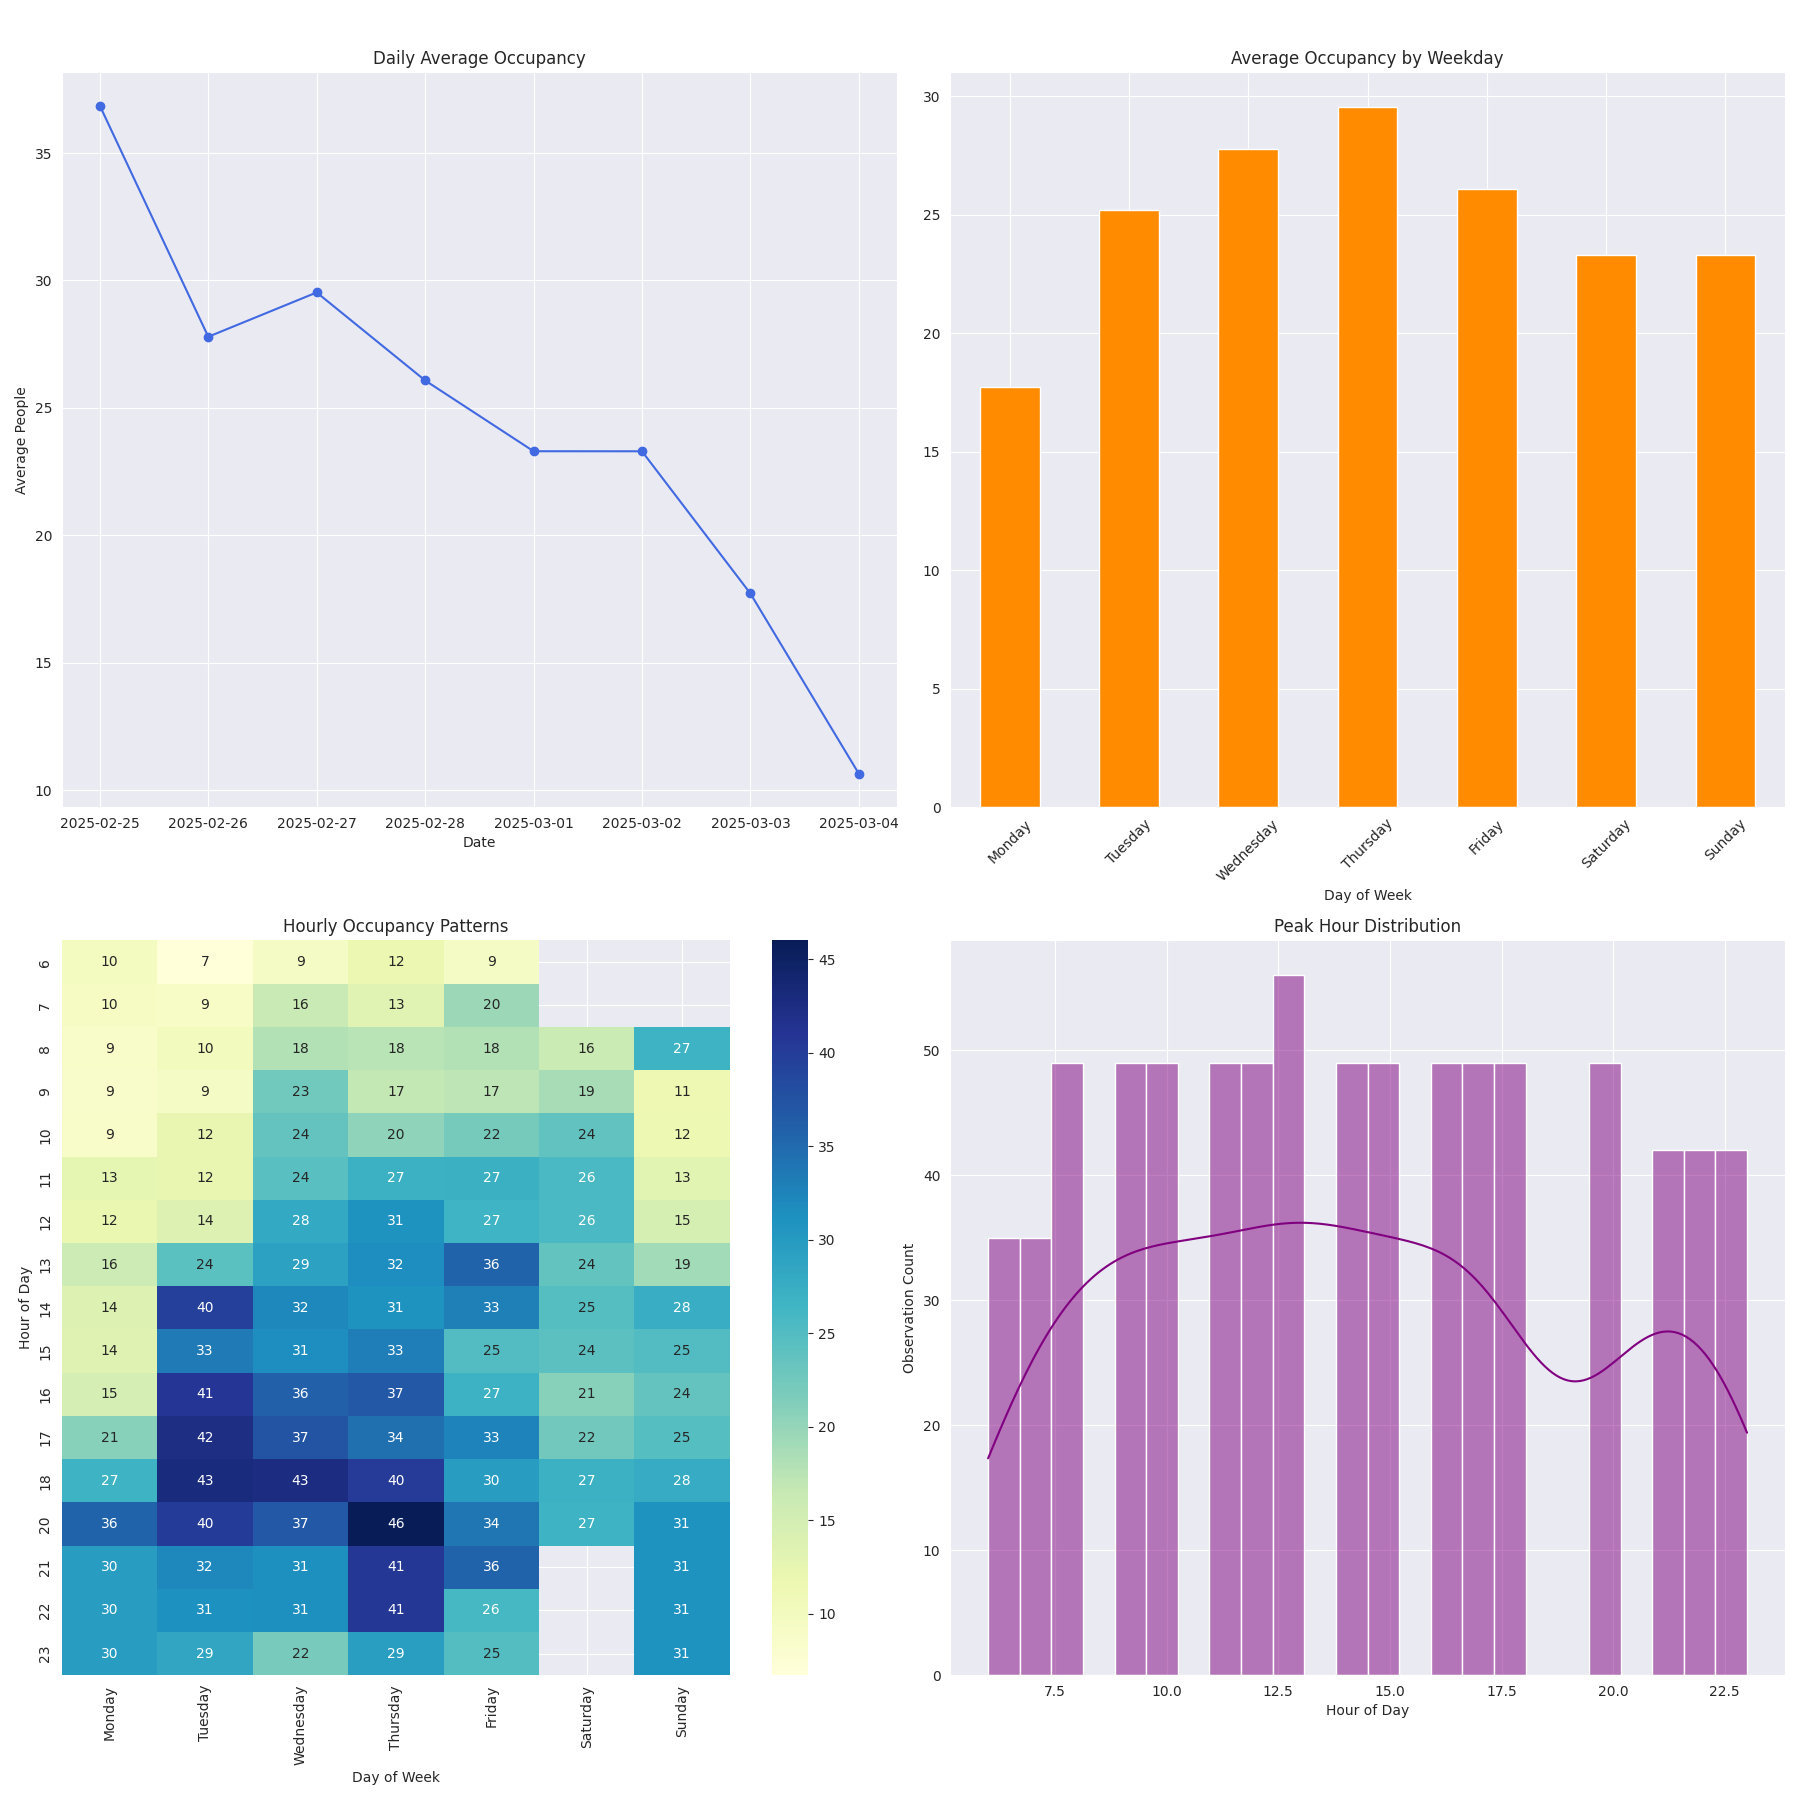 Daily Average Occupancy
35
30
25
20
15
10
Average People
2025-02-25 2025-02-26 2025-02-27 2025-02-28 2025-03-01 2025-03-02 2025-03-03 2025-03-04
Date
Average Occupancy by Weekday
30
25
20
15
10
5
0
Monday Tuesday Wednesday Thursday Friday Saturday Sunday
Day of Week
Hourly Occupancy Patterns
Hour of Day
6 10 7 9 12 9
7 10 9 16 13 20
8 9 10 18 18 18 16 27
9 9 9 23 17 17 19 11
10 9 12 24 20 22 24 12
11 13 12 24 27 27 26 13
12 12 14 28 31 27 26 15
13 16 24 29 32 36 24 19
14 14 40 32 31 33 25 28
15 14 33 31 33 25 24 25
16 15 41 36 37 27 21 24
17 21 42 37 34 33 22 25
18 27 43 43 40 30 27 28
20 36 40 37 46 34 27 31
21 30 32 31 41 36 31
22 30 31 31 41 26 31
23 30 29 22 29 25 31
Monday Tuesday Wednesday Thursday Friday Saturday Sunday
Day of Week
45
40
35
30
25
20
15
10
Peak Hour Distribution
50
40
30
20
10
0
Observation Count
7.5 10.0 12.5 15.0 17.5 20.0 22.5
Hour of Day